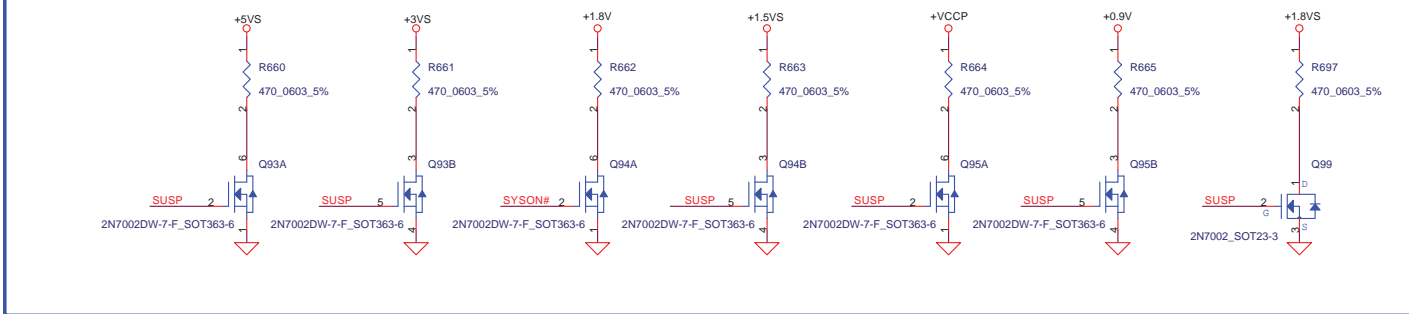 +5VS +3VS +1.8V +1.5VS +VCCP +0.9V +1.8VS
1 1 1 1 1 1 1
R660 R661 R662 R663 R664 R665 R697
470_0603_5% 470_0603_5% 470_0603_5% 470_0603_5% 470_0603_5% 470_0603_5% 470_0603_5%
2 2 2 2 2 2 2
6 Q93A 3 Q93B 6 Q94A 3 Q94B 6 Q95A 3 Q95B Q99
1 D
SUSP 2 SUSP 5 SYSON# 2 SUSP 5 SUSP 2 SUSP 5 SUSP 2
G
2N7002DW-7-F_SOT363-6 2N7002DW-7-F_SOT363-6 2N7002DW-7-F_SOT363-6 2N7002DW-7-F_SOT363-6 2N7002DW-7-F_SOT363-6 2N7002DW-7-F_SOT363-6
1 4 1 4 1 4 3 S
2N7002_SOT23-3